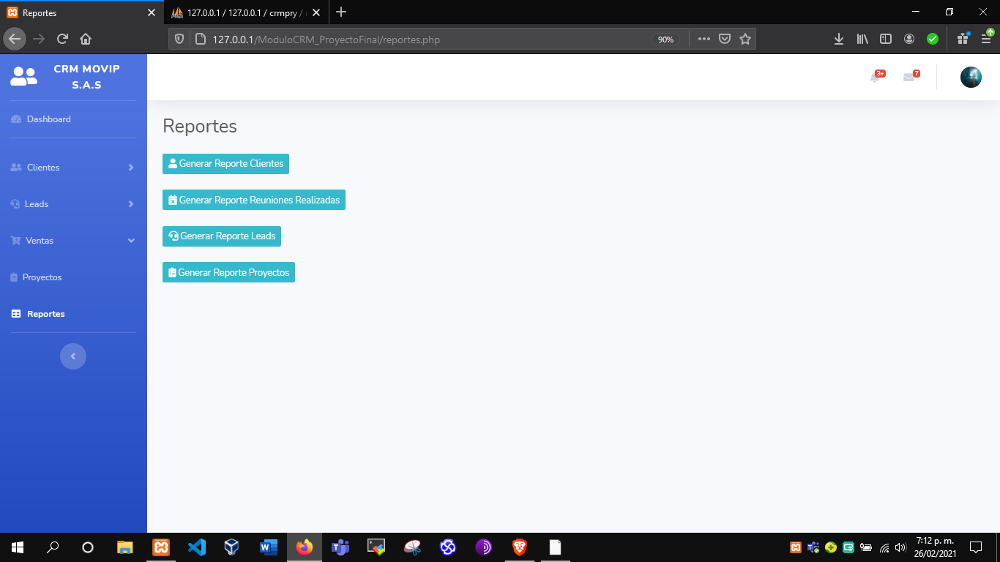 Reportes
127.0.0.1 / 127.0.0.1 / crmpry /
127.0.0.1/ModuloCRM_ProyectoFinal/reportes.php
90%
CRM MOVIP
S.A.S
3+
7
Dashboard
Clientes
Leads
Ventas
Proyectos
Reportes
Reportes
Generar Reporte Clientes
Generar Reporte Reuniones Realizadas
Generar Reporte Leads
Generar Reporte Proyectos
7:12 p. m.
26/02/2021